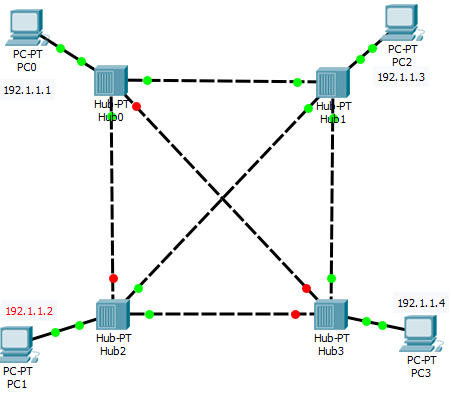 PC-PT
PC0
192.1.1.1
Hub-PT
Hub0
PC-PT
PC2
192.1.1.3
Hub-PT
Hub1
192.1.1.2
PC-PT
PC1
Hub-PT
Hub2
192.1.1.4
Hub-PT
Hub3
PC-PT
PC3